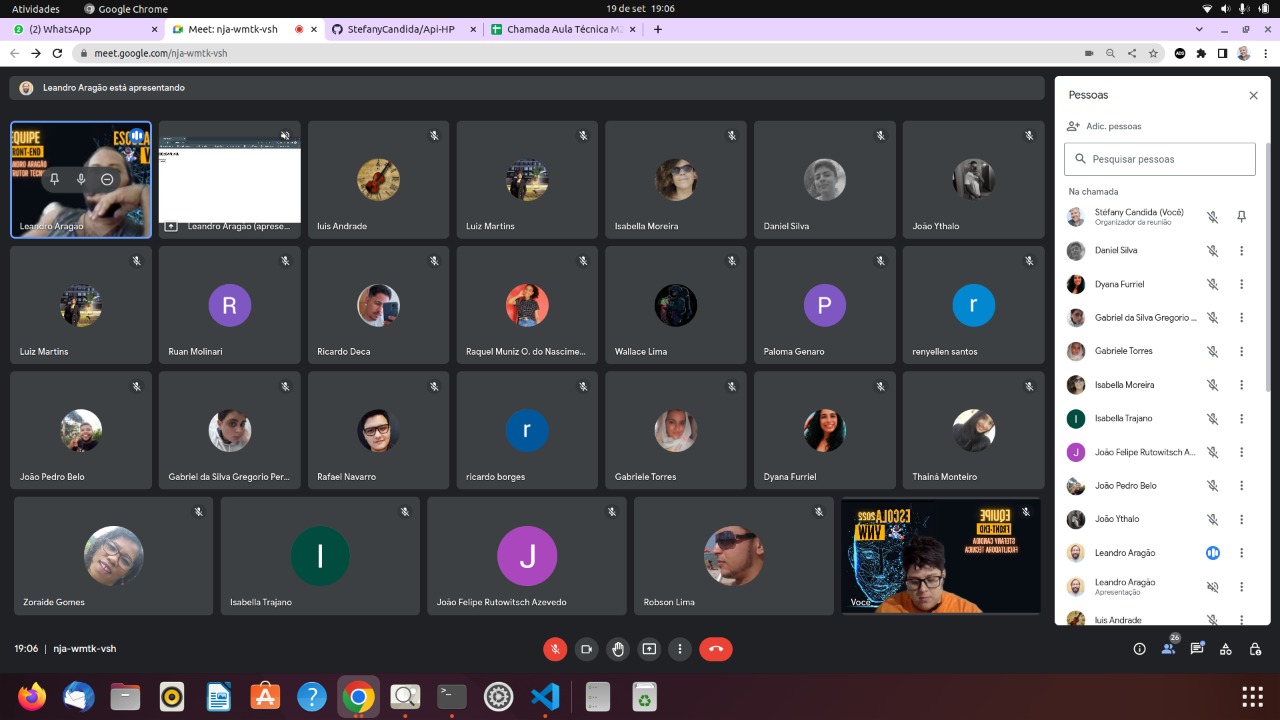 Atividades
Google Chrome
19 de set 19:06
(2) WhatsApp
Meet: nja-wmtk-vsh
StefanyCandida/Api-HP
Chamada Aula Técnica M
meet.google.com/nja-wmtk-vsh
Leandro Aragão está apresentando
EQUIPE
FRONT-END
Leandro Aragão
Leandro Aragão (aprese...
luis Andrade
Luiz Martins
Isabella Moreira
Daniel Silva
João Ythalo
Luiz Martins
R
Ruan Molinari
Ricardo Deca
Raquel Muniz O. do Nascime...
Wallace Lima
P
Paloma Genaro
r
renyellen santos
João Pedro Belo
Gabriel da Silva Gregorio Per...
Rafael Navarro
r
ricardo borges
Gabriele Torres
Dyana Furriel
Thainá Monteiro
Zoraide Gomes
I
Isabella Trajano
J
João Felipe Rutowitsch Azevedo
Robson Lima
ESCOLA 2022
VNW
EQUIPE
FRONT-END
STEFANY CANDIDA
FACILITADORA TÉCNICA
Você
Pessoas
Adic. pessoas
Pesquisar pessoas
Na chamada
Stéfany Candida (Você)
Organizador da reunião
Daniel Silva
Dyana Furriel
Gabriel da Silva Gregorio ...
Gabriele Torres
Isabella Moreira
I
Isabella Trajano
J
João Felipe Rutowitsch A...
João Pedro Belo
João Ythalo
Leandro Aragão
Leandro Aragão
Apresentação
luis Andrade
19:06
nja-wmtk-vsh
26